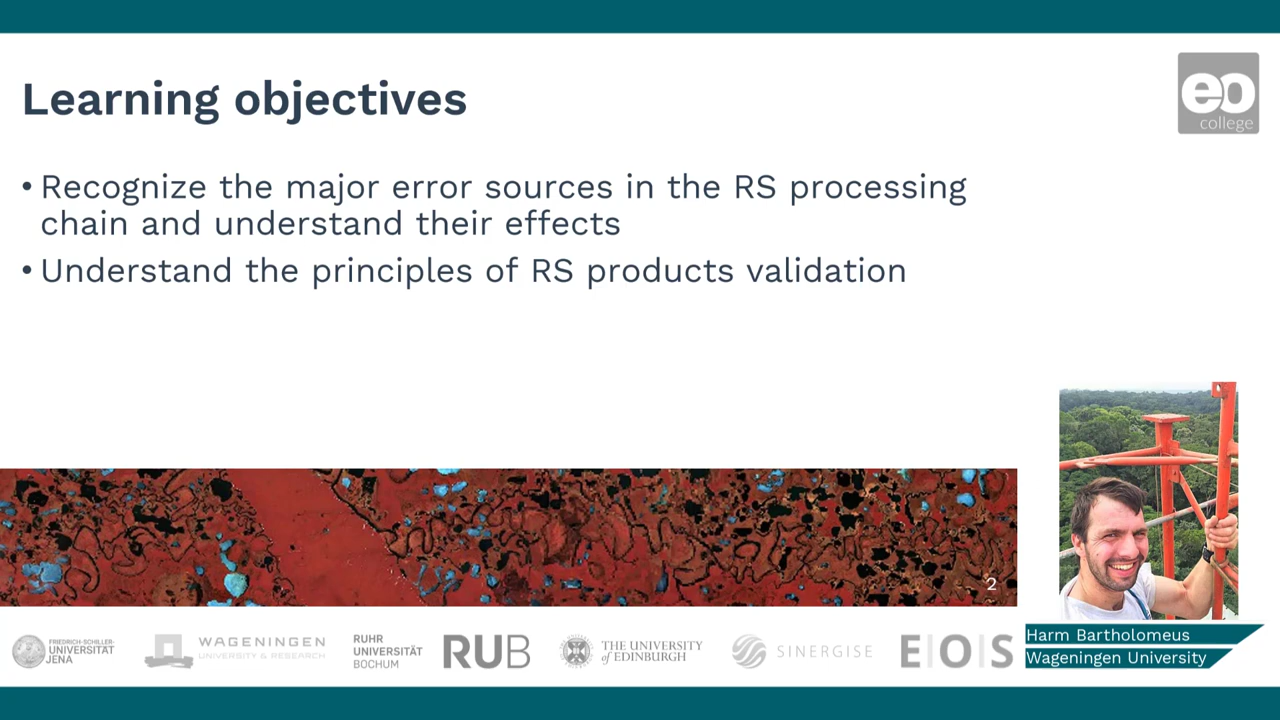 Learning objectives
eo
college
• Recognize the major error sources in the RS processing
chain and understand their effects
• Understand the principles of RS products validation
2
FRIEDRICH-SCHILLER-
UNIVERSITÄT
JENA
WAGENINGEN
UNIVERSITY & RESEARCH
RUHR
UNIVERSITÄT
BOCHUM
RUB
THE UNIVERSITY
of EDINBURGH
SINERGISE
E|O|S
Harm Bartholomeus
Wageningen University